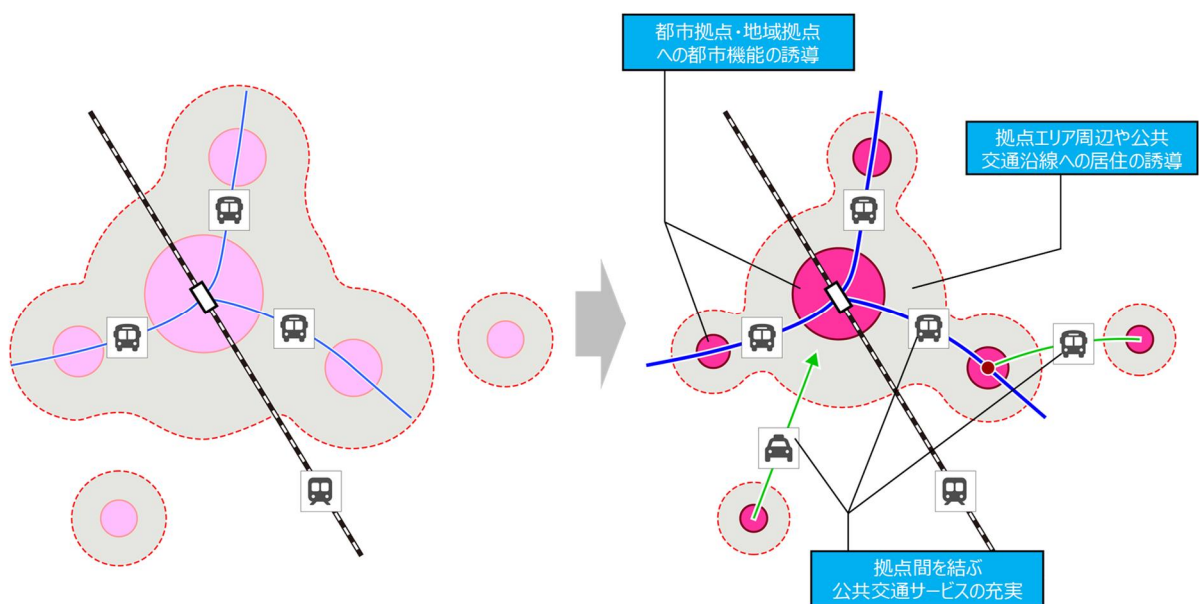 都市拠点・地域拠点
への都市機能の誘導
拠点エリア周辺や公共
交通沿線への居住の誘導
拠点間を結ぶ
公共交通サービスの充実